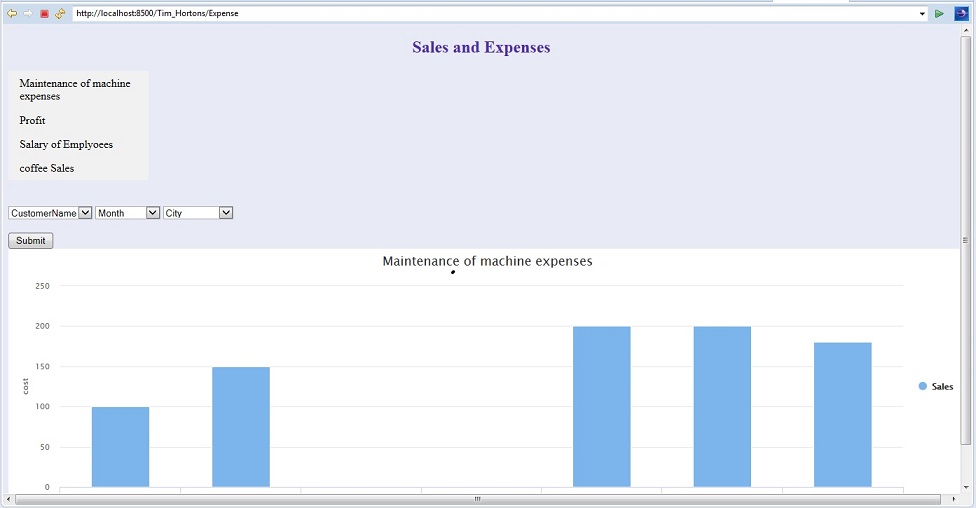 http://localhost:8500/Tim_Hortons/Expense
Sales and Expenses
Maintenance of machine
expenses
Profit
Salary of Emplyoees
coffee Sales
CustomerName Month City
Submit
Maintenance of machine expenses
250
200
150
100
50
0
cost
Sales